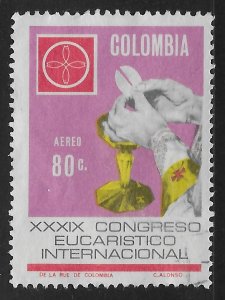 COLOMBIA
AEREO
80c.
XXXIX CONGRESO
EUCARISTICO
INTERNACIONAL
DE LA RUE DE COLOMBIA C.ALONSO